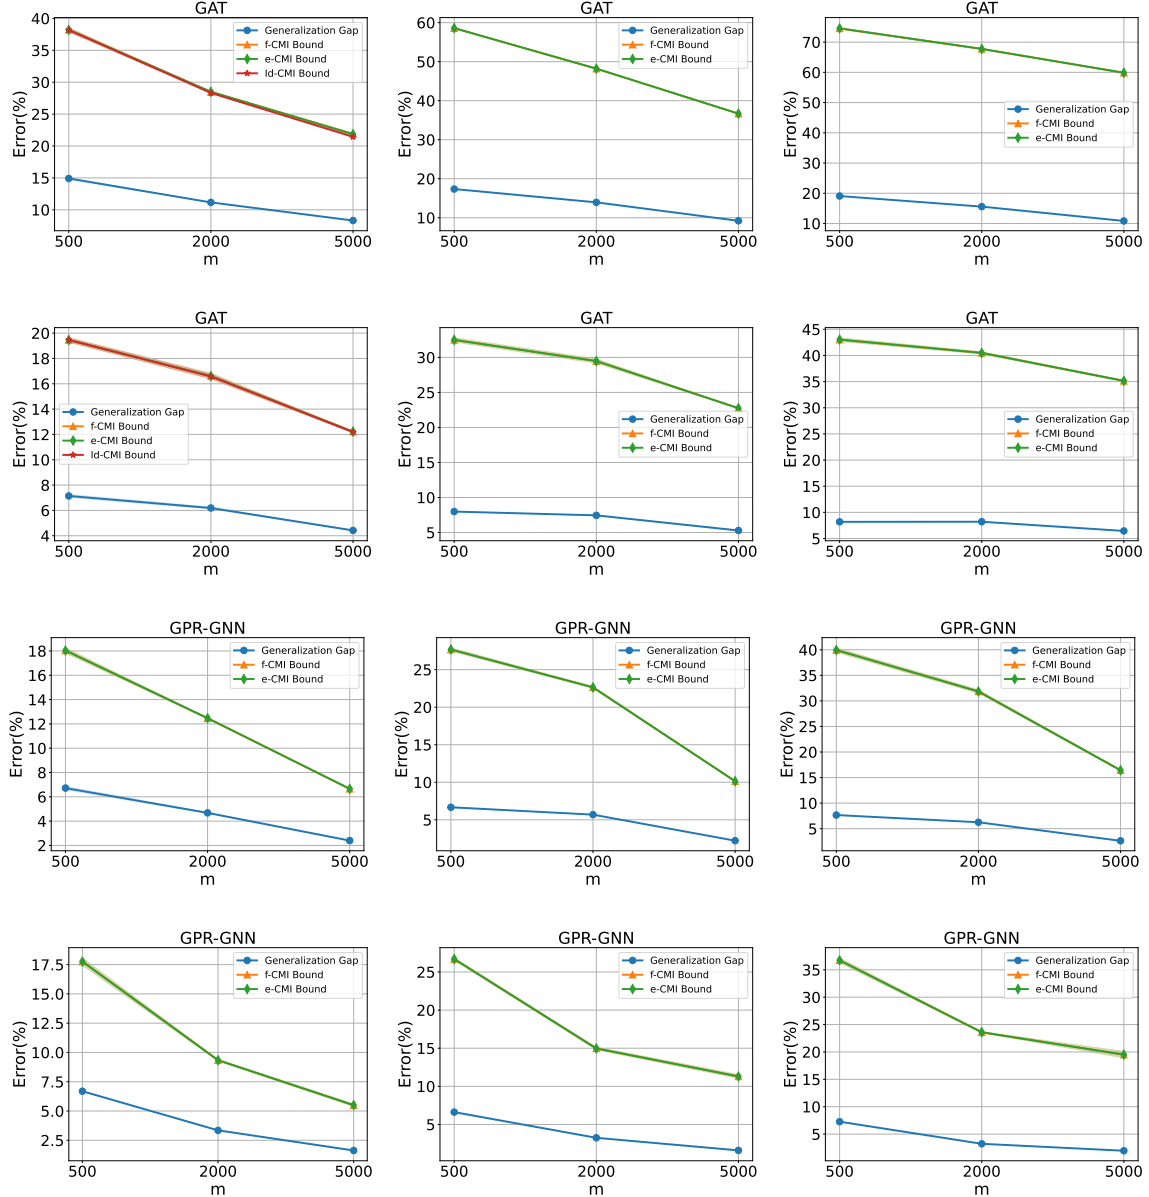 GAT
Error(%)
40
35
30
25
20
15
10
500
2000
5000
m
Generalization Gap
f-CMI Bound
e-CMI Bound
ld-CMI Bound
GAT
Error(%)
60
50
40
30
20
10
500
2000
5000
m
Generalization Gap
f-CMI Bound
e-CMI Bound
GAT
Error(%)
70
60
50
40
30
20
10
500
2000
5000
m
Generalization Gap
f-CMI Bound
e-CMI Bound
GAT
Error(%)
20
18
16
14
12
10
8
6
4
500
2000
5000
m
Generalization Gap
f-CMI Bound
e-CMI Bound
ld-CMI Bound
GAT
Error(%)
30
25
20
15
10
5
500
2000
5000
m
Generalization Gap
f-CMI Bound
e-CMI Bound
GAT
Error(%)
45
40
35
30
25
20
15
10
5
500
2000
5000
m
Generalization Gap
f-CMI Bound
e-CMI Bound
GPR-GNN
Error(%)
18
16
14
12
10
8
6
4
2
500
2000
5000
m
Generalization Gap
f-CMI Bound
e-CMI Bound
GPR-GNN
Error(%)
25
20
15
10
5
500
2000
5000
m
Generalization Gap
f-CMI Bound
e-CMI Bound
GPR-GNN
Error(%)
40
35
30
25
20
15
10
5
500
2000
5000
m
Generalization Gap
f-CMI Bound
e-CMI Bound
GPR-GNN
Error(%)
17.5
15.0
12.5
10.0
7.5
5.0
2.5
500
2000
5000
m
Generalization Gap
f-CMI Bound
e-CMI Bound
GPR-GNN
Error(%)
25
20
15
10
5
500
2000
5000
m
Generalization Gap
f-CMI Bound
e-CMI Bound
GPR-GNN
Error(%)
35
30
25
20
15
10
5
500
2000
5000
m
Generalization Gap
f-CMI Bound
e-CMI Bound